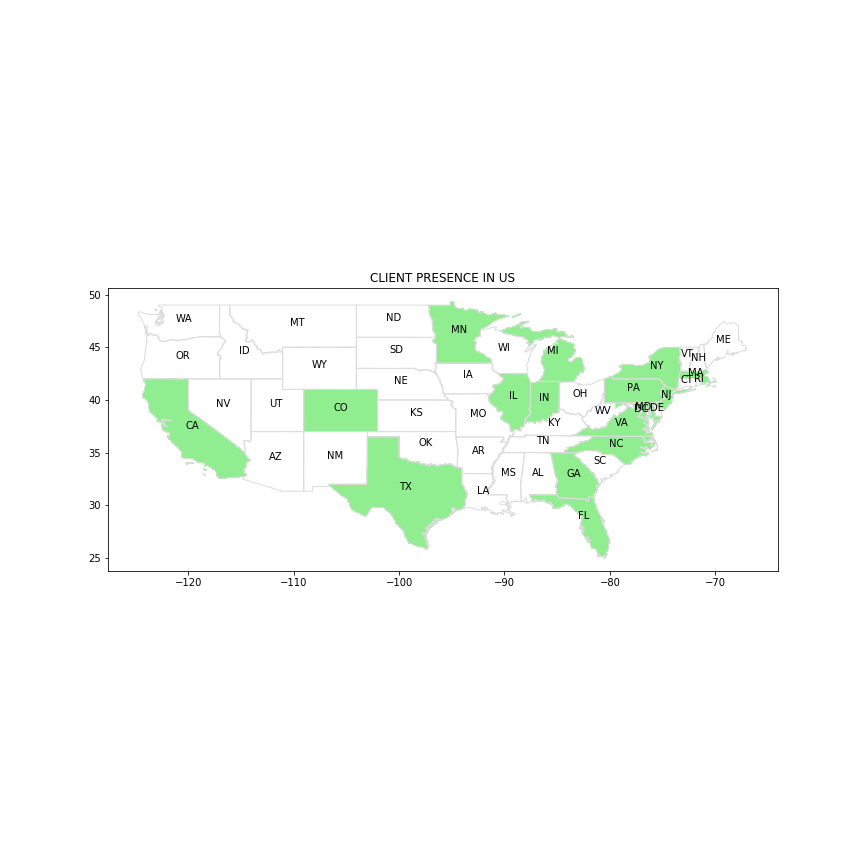 CLIENT PRESENCE IN US
50
45
40
35
30
25
WA
MT
ND
MN
ME
OR
ID
SD
WI
MI
VT
NH
WY
NY
MA
IA
CT
RI
NE
PA
NJ
NV
UT
CO
IL
IN
OH
MD
DC
DE
KS
MO
WV
VA
CA
KY
OK
TN
NC
AZ
NM
AR
SC
TX
MS
AL
GA
LA
FL
−120
−110
−100
−90
−80
−70